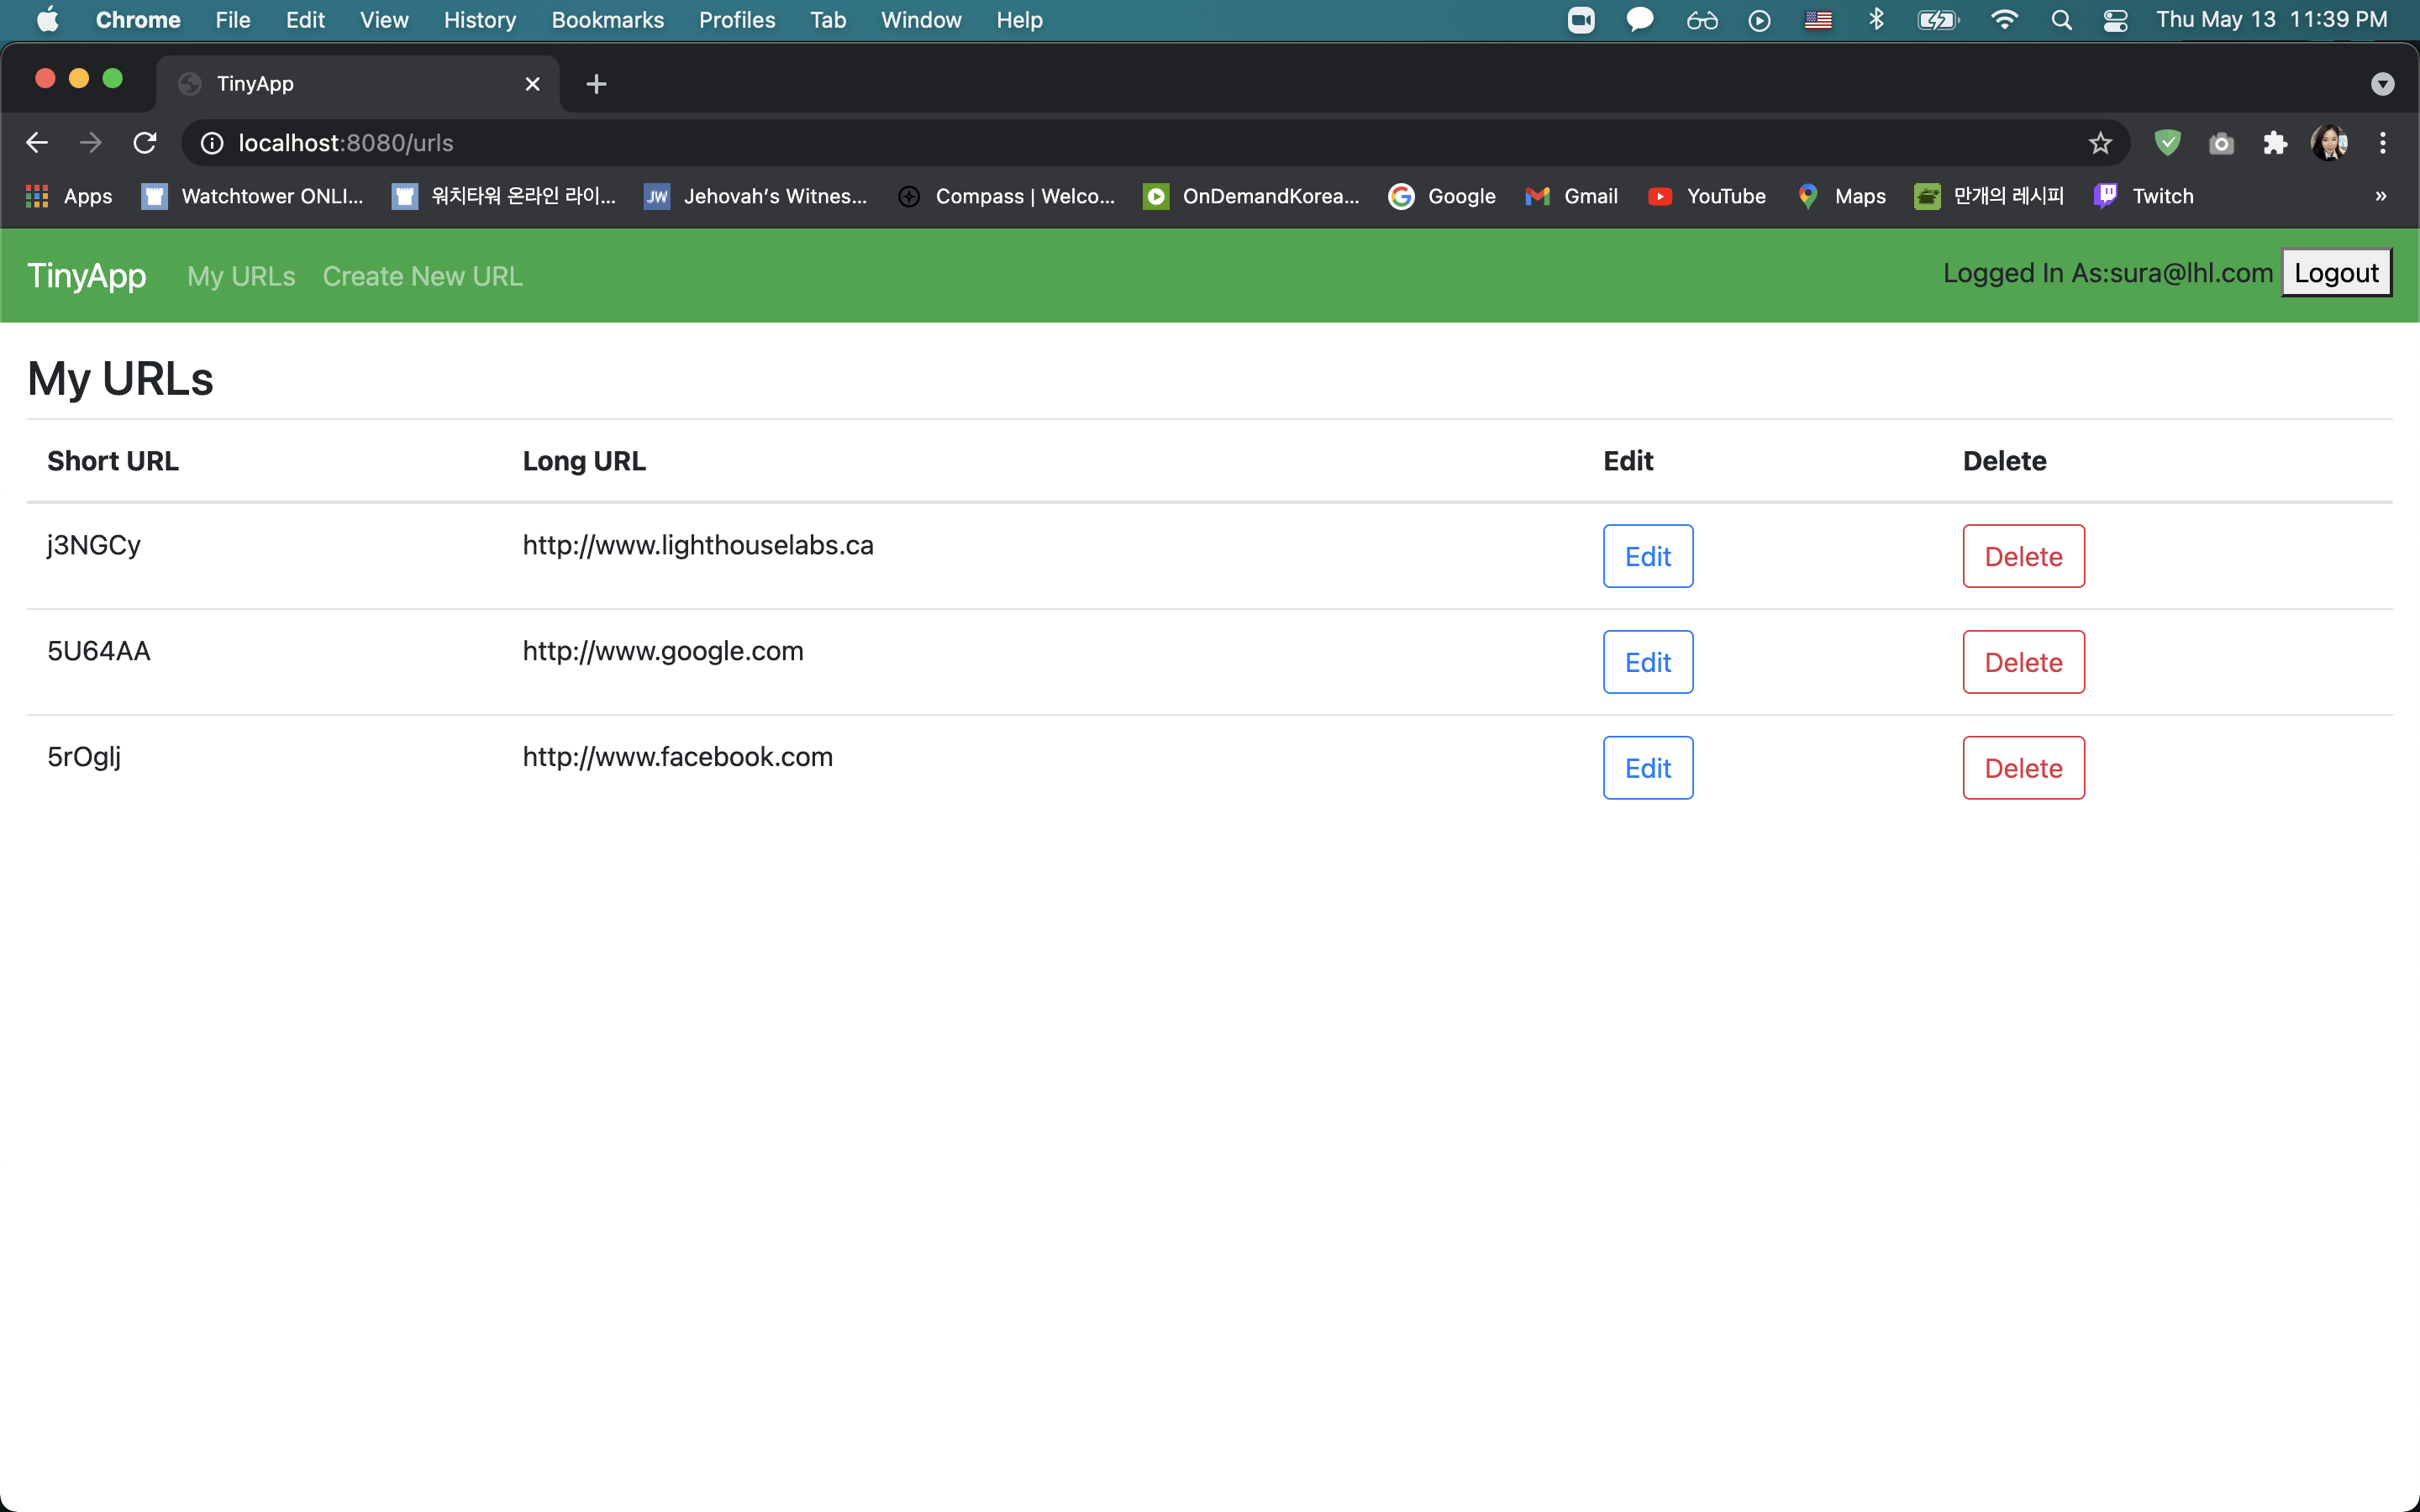 Chrome File Edit View History Bookmarks Profiles Tab Window Help Thu May 13 11:39 PM
TinyApp
localhost:8080/urls
Apps Watchtower ONLI... 워치타워 온라인 라이... JW Jehovah's Witnes... Compass | Welco... OnDemandKorea... Google Gmail YouTube Maps 만개의 레시피 Twitch »
TinyApp My URLs Create New URL Logged In As:sura@lhl.com Logout
My URLs
Short URL Long URL Edit Delete
j3NGCy http://www.lighthouselabs.ca Edit Delete
5U64AA http://www.google.com Edit Delete
5rOglj http://www.facebook.com Edit Delete